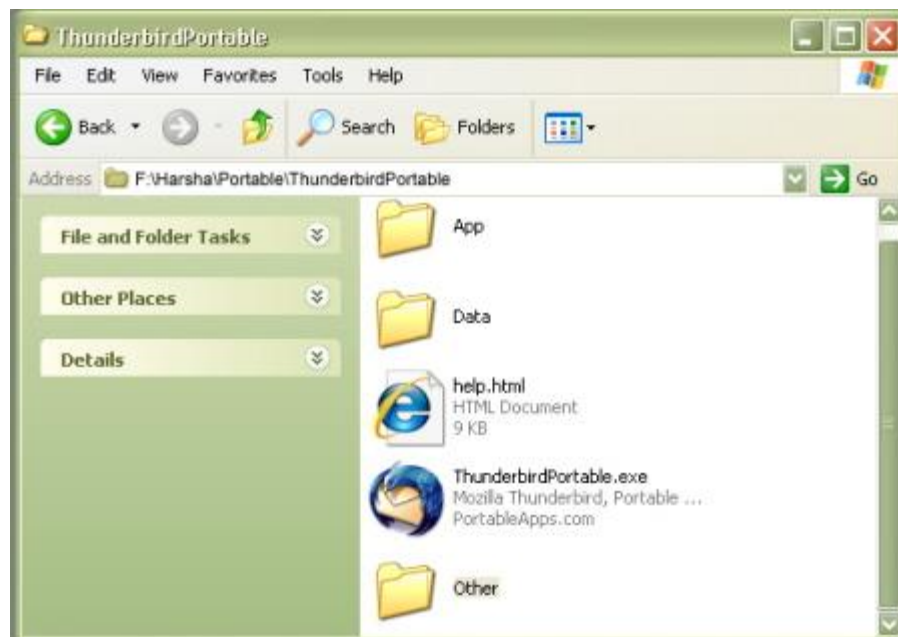 ThunderbirdPortable
File Edit View Favorites Tools Help
Back Search Folders
Address F:\Harsha\Portable\ThunderbirdPortable Go
File and Folder Tasks
Other Places
Details
App
Data
help.html
HTML Document
9 KB
ThunderbirdPortable.exe
Mozilla Thunderbird, Portable ...
PortableApps.com
Other